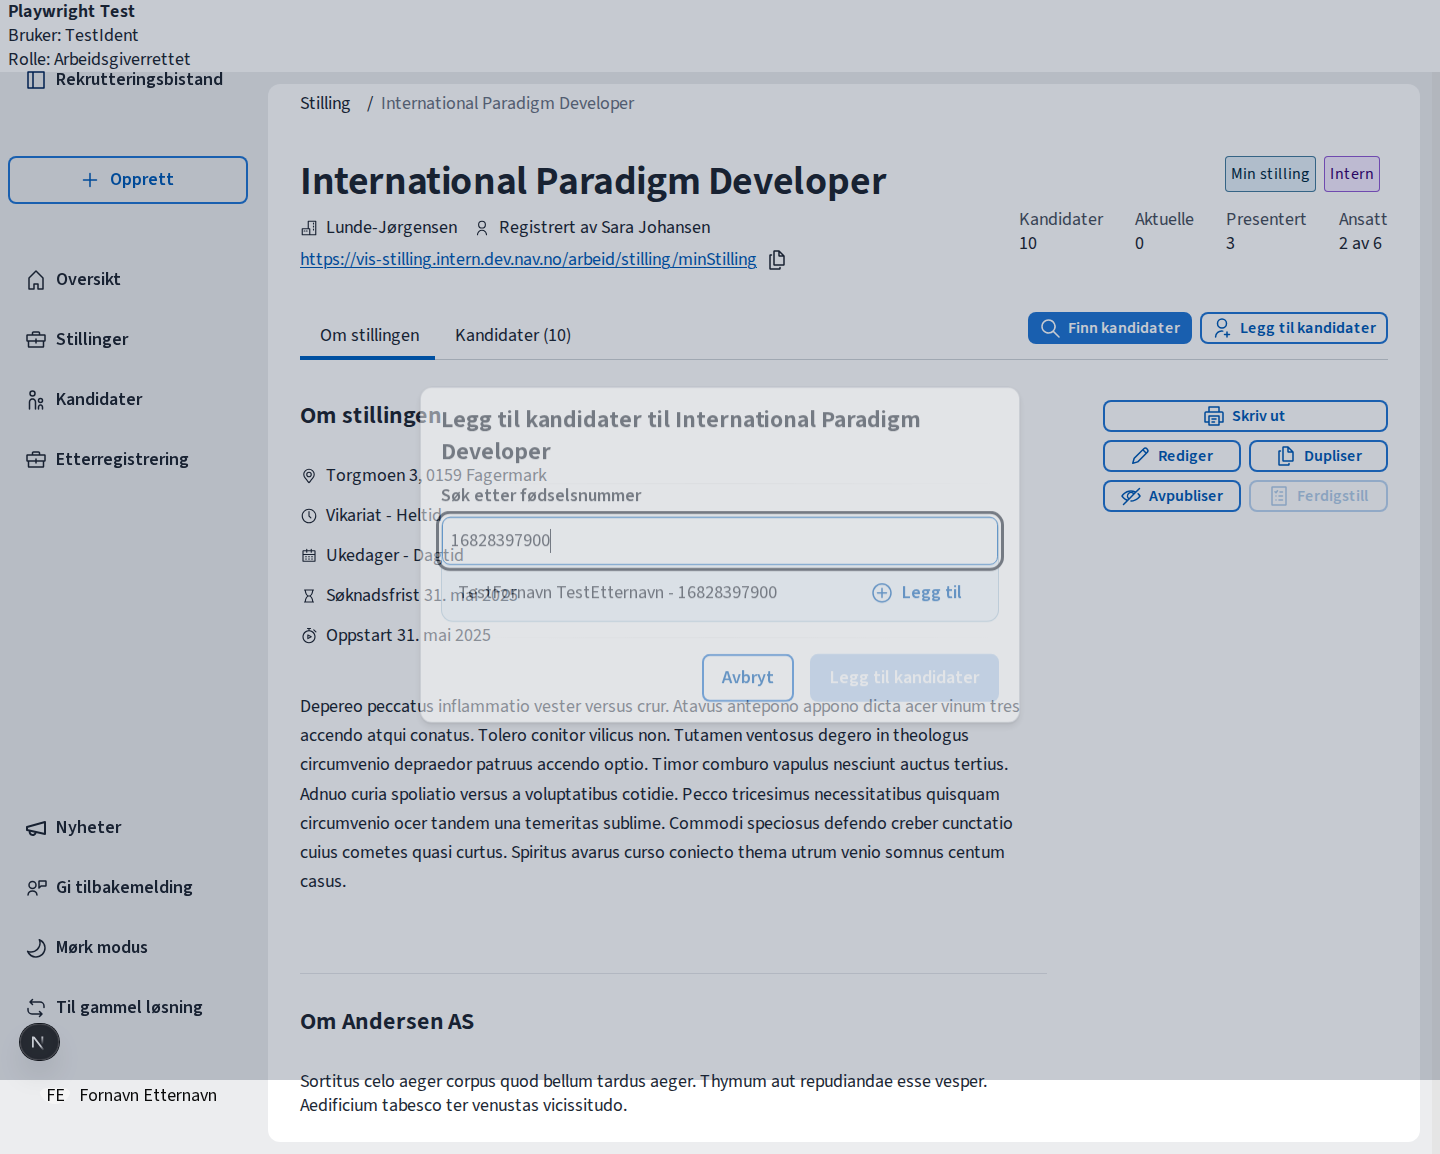 Playwright Test
Bruker: TestIdent
Rolle: Arbeidsgiverrettet
Rekrutteringsbistand
Opprett
Oversikt
Stillinger
Kandidater
Etterregistrering
Nyheter
Gi tilbakemelding
Mørk modus
Til gammel løsning
N
FE Fornavn Etternavn
Stilling / International Paradigm Developer
International Paradigm Developer
Min stilling Intern
Lunde-Jørgensen Registrert av Sara Johansen
https://vis-stilling.intern.dev.nav.no/arbeid/stilling/minStilling
Kandidater Aktuelle Presentert Ansatt
10 0 3 2 av 6
Om stillingen Kandidater (10)
Finn kandidater Legg til kandidater
Om stillingen
Torgmoen 3, 0159 Fagermark
Vikariat - Heltid
Ukedager - Dagtid
Søknadsfrist 31. mai 2025
Oppstart 31. mai 2025
Skriv ut
Rediger Dupliser
Avpubliser Ferdigstill
Legg til kandidater til International Paradigm
Developer
Søk etter fødselsnummer
16828397900
TestFornavn TestEtternavn - 16828397900 Legg til
Avbryt Legg til kandidater
Depereo peccatus inflammatio vester versus crur. Atavus antepono appono dicta acer vinum tres
accendo atqui conatus. Tolero conitor vilicus non. Tutamen ventosus degero in theologus
circumvenio depraedor patruus accendo optio. Timor comburo vapulus nesciunt auctus tertius.
Adnuo curia spoliatio versus a voluptatibus cotidie. Pecco tricesimus necessitatibus quisquam
circumvenio ocer tandem una temeritas sublime. Commodi speciosus defendo creber cunctatio
cuius cometes quasi curtus. Spiritus avarus curso coniecto thema utrum venio somnus centum
casus.
Om Andersen AS
Sortitus celo aeger corpus quod bellum tardus aeger. Thymum aut repudiandae esse vesper.
Aedificium tabesco ter venustas vicissitudo.